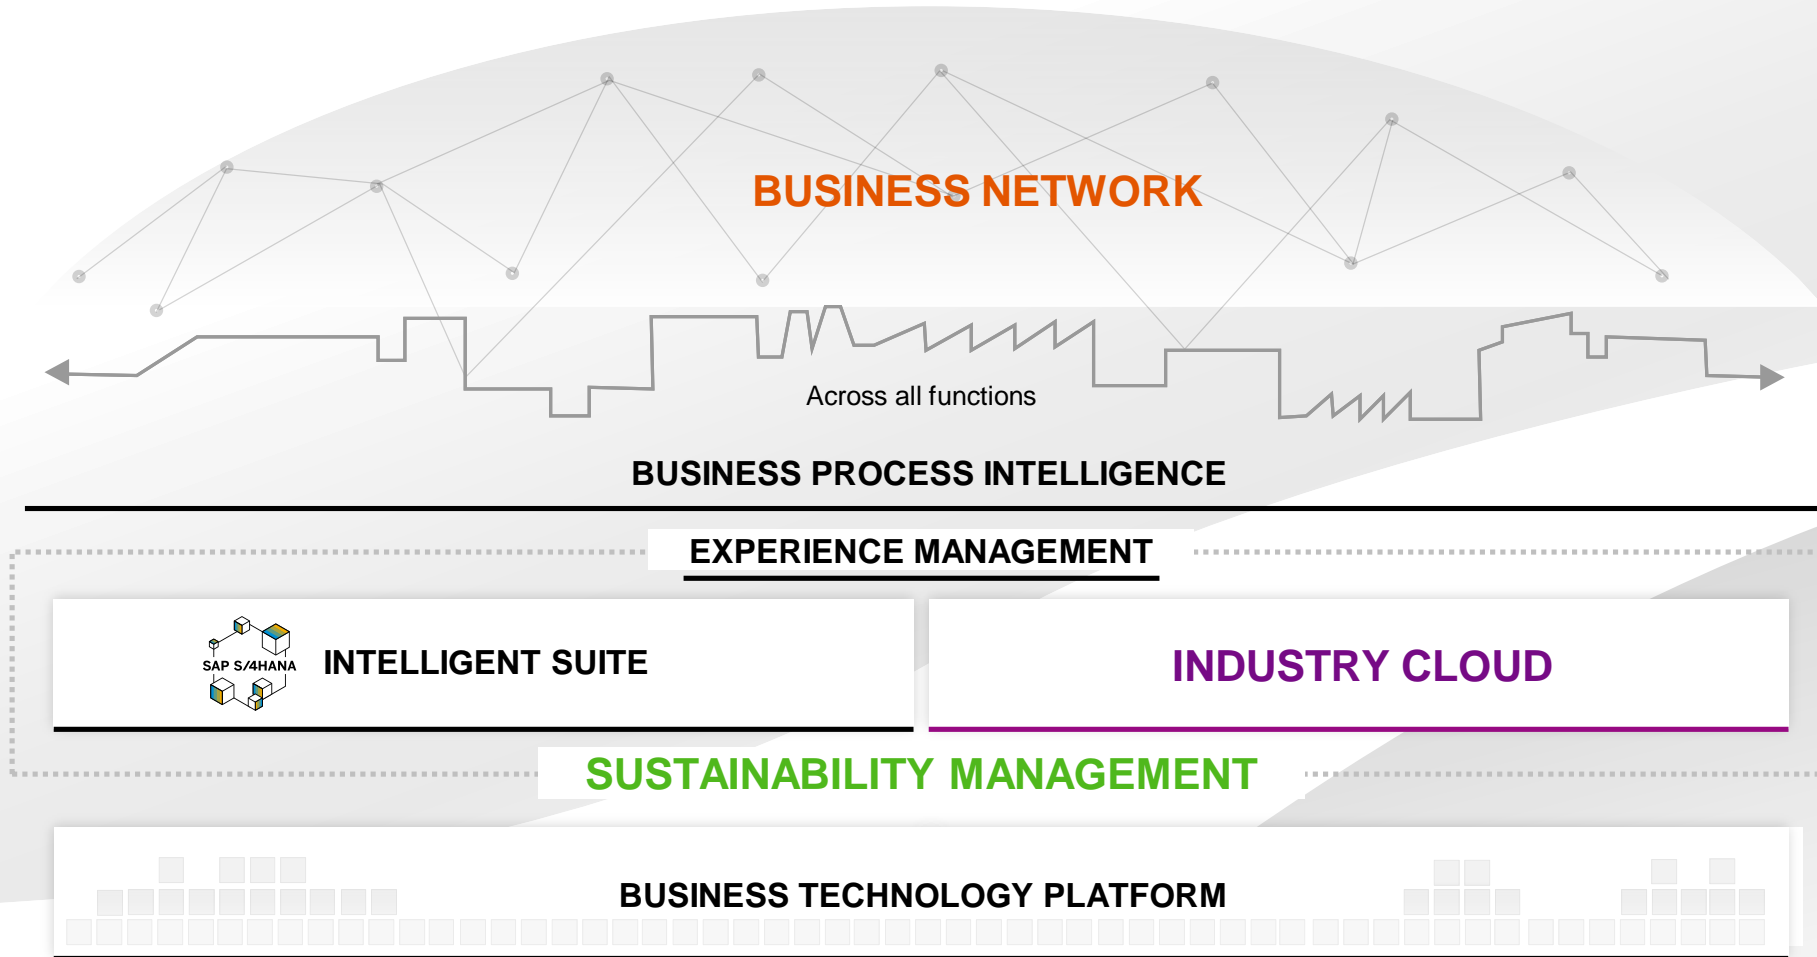 BUSINESS NETWORK
Across all functions
BUSINESS PROCESS INTELLIGENCE
EXPERIENCE MANAGEMENT
SAP S/4HANA
INTELLIGENT SUITE
INDUSTRY CLOUD
SUSTAINABILITY MANAGEMENT
BUSINESS TECHNOLOGY PLATFORM